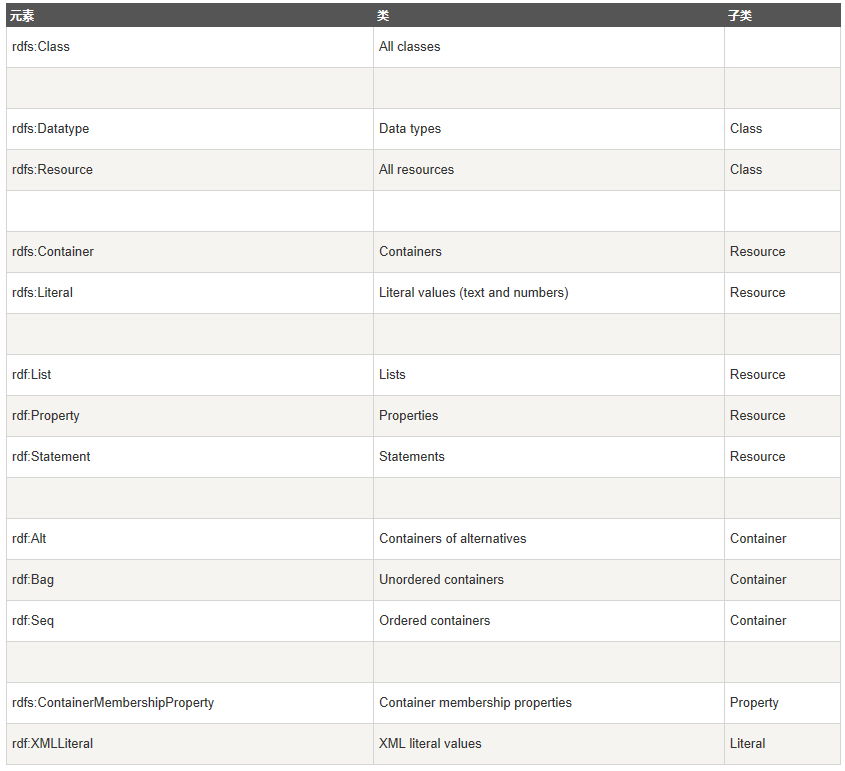 元素 类 子类
rdfs:Class All classes
rdfs:Datatype Data types Class
rdfs:Resource All resources Class
rdfs:Container Containers Resource
rdfs:Literal Literal values (text and numbers) Resource
rdf:List Lists Resource
rdf:Property Properties Resource
rdf:Statement Statements Resource
rdf:Alt Containers of alternatives Container
rdf:Bag Unordered containers Container
rdf:Seq Ordered containers Container
rdfs:ContainerMembershipProperty Container membership properties Property
rdf:XMLLiteral XML literal values Literal